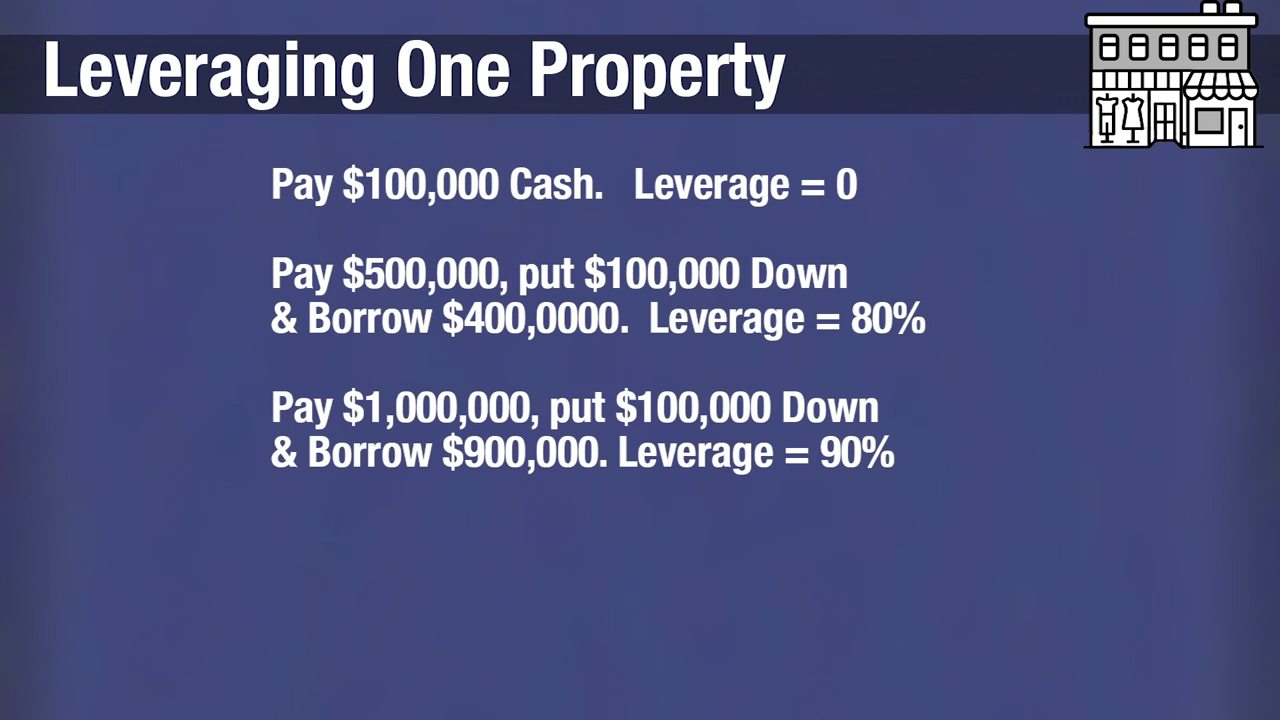 Leveraging One Property
Pay $100,000 Cash. Leverage = 0
Pay $500,000, put $100,000 Down
& Borrow $400,0000. Leverage = 80%
Pay $1,000,000, put $100,000 Down
& Borrow $900,000. Leverage = 90%